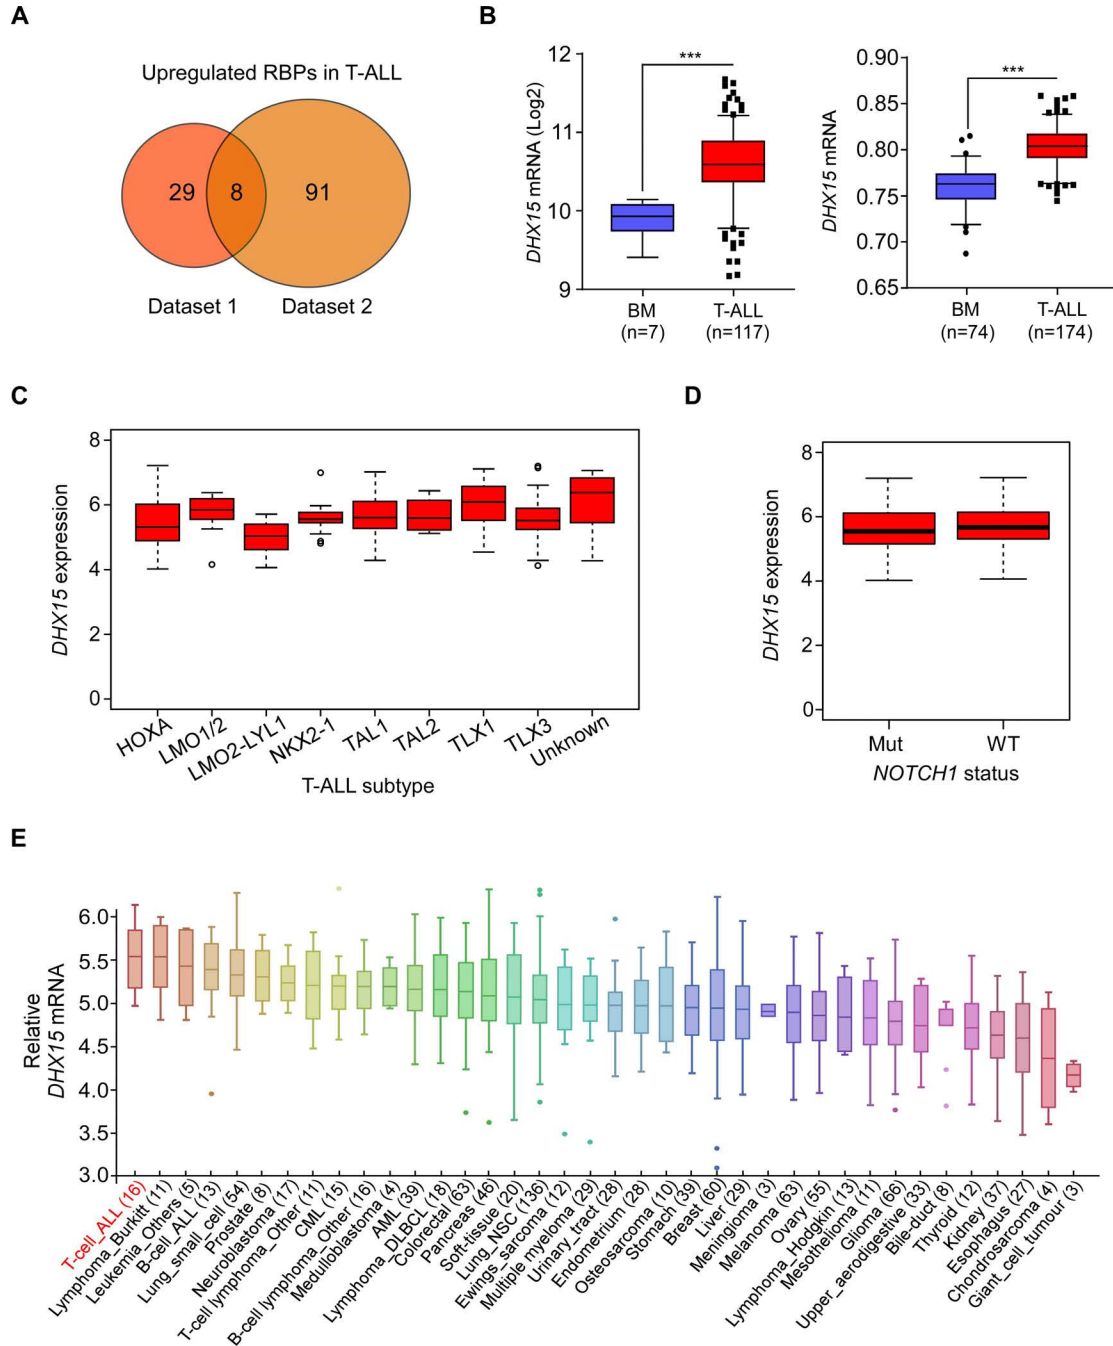 A
Upregulated RBPs in T-ALL
29
8
91
Dataset 1
Dataset 2
B
DHX15 mRNA (Log2)
12
11
10
9
***
BM
(n=7)
T-ALL
(n=117)
DHX15 mRNA
0.90
0.85
0.80
0.75
0.70
0.65
***
BM
(n=74)
T-ALL
(n=174)
C
DHX15 expression
8
6
4
2
0
HOXA
LMO1/2
LMO2-LYL1
NKX2-1
TAL1
TAL2
TLX1
TLX3
Unknown
T-ALL subtype
D
DHX15 expression
8
6
4
2
0
Mut
WT
NOTCH1 status
E
Relative
DHX15 mRNA
6.0
5.5
5.0
4.5
4.0
3.5
3.0
T-cell_ALL (16)
Lymphoma_Burkitt (11)
Leukemia_Others (5)
B-cell_ALL (13)
Lung_small_cell (54)
Prostate (8)
Neuroblastoma (17)
T-cell lymphoma_Other (11)
CML (15)
B-cell lymphoma_Other (16)
Medulloblastoma (4)
AML (39)
Lymphoma_DLBCL (18)
Colorectal (63)
Pancreas (46)
Soft-tissue (20)
Lung_NSC (136)
Ewings_sarcoma (12)
Multiple myeloma (29)
Urinary_tract (28)
Endometrium (28)
Osteosarcoma (10)
Stomach (39)
Breast (60)
Liver (29)
Meningioma (3)
Melanoma (63)
Ovary (55)
Lymphoma_Hodgkin (13)
Mesothelioma (11)
Glioma (66)
Upper_aerodigestive (33)
Bile-duct (8)
Thyroid (12)
Kidney (37)
Esophagus (27)
Chondrosarcoma (4)
Giant_cell_tumour (3)